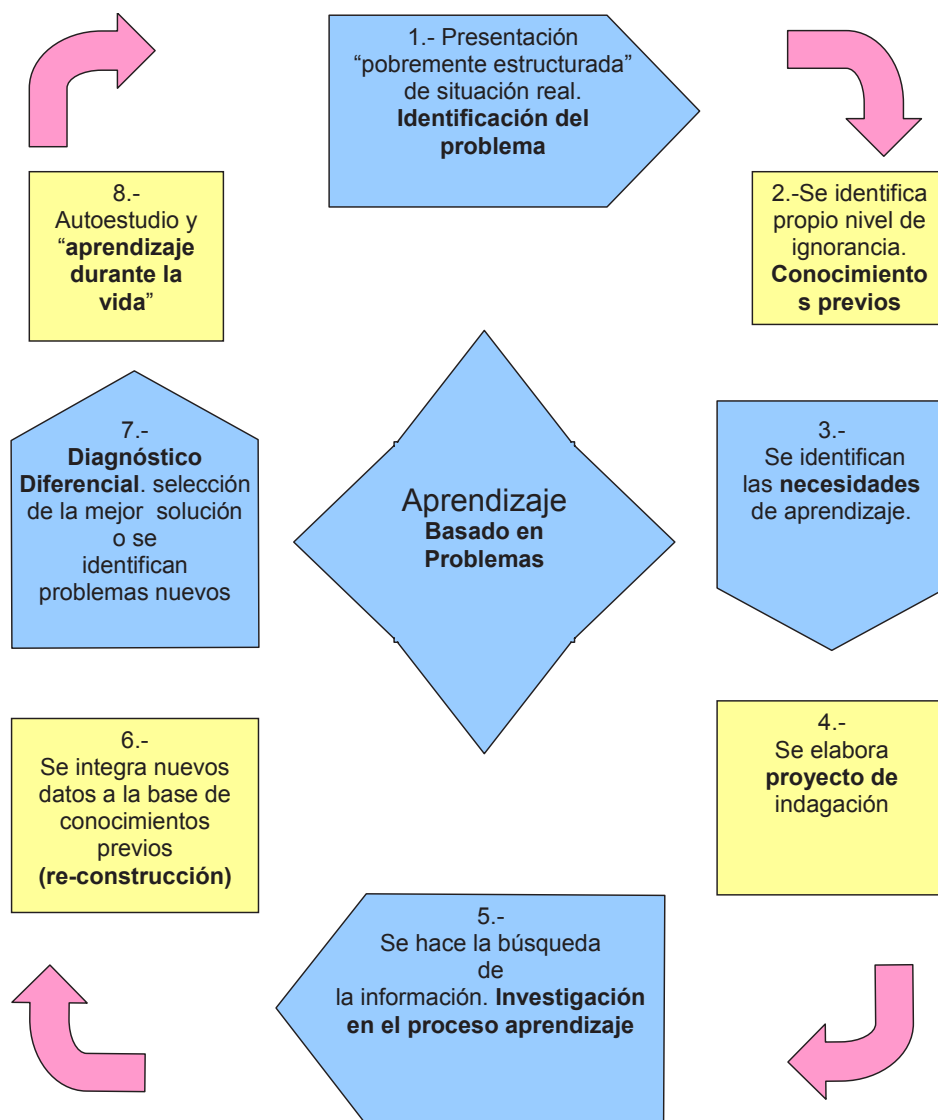 1.- Presentación
“pobremente estructurada”
de situación real.
Identificación del
problema
2.-Se identifica
propio nivel de
ignorancia.
Conocimiento
s previos
3.-
Se identifican
las necesidades
de aprendizaje.
4.-
Se elabora
proyecto de
indagación
5.-
Se hace la búsqueda
de
la información. Investigación
en el proceso aprendizaje
6.-
Se integra nuevos
datos a la base de
conocimientos
previos
(re-construcción)
7.-
Diagnóstico
Diferencial. selección
de la mejor solución
o se
identifican
problemas nuevos
8.-
Autoestudio y
“aprendizaje
durante la
vida”
Aprendizaje
Basado en
Problemas